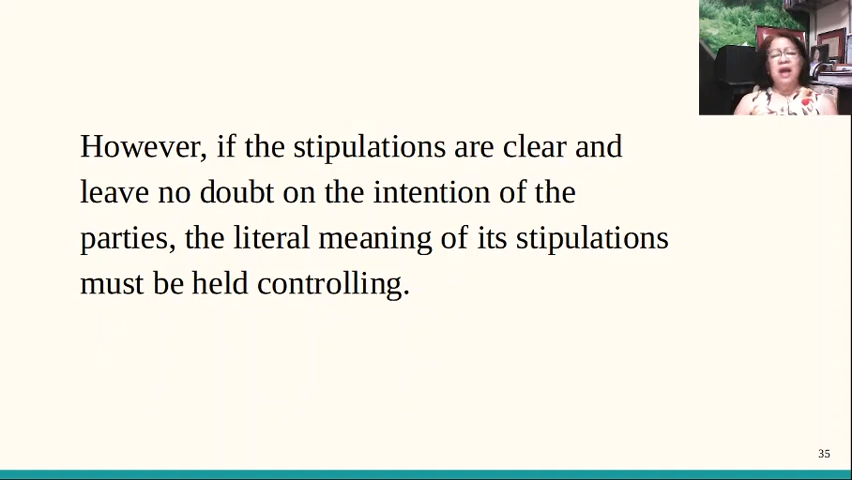 However, if the stipulations are clear and
leave no doubt on the intention of the
parties, the literal meaning of its stipulations
must be held controlling.
35